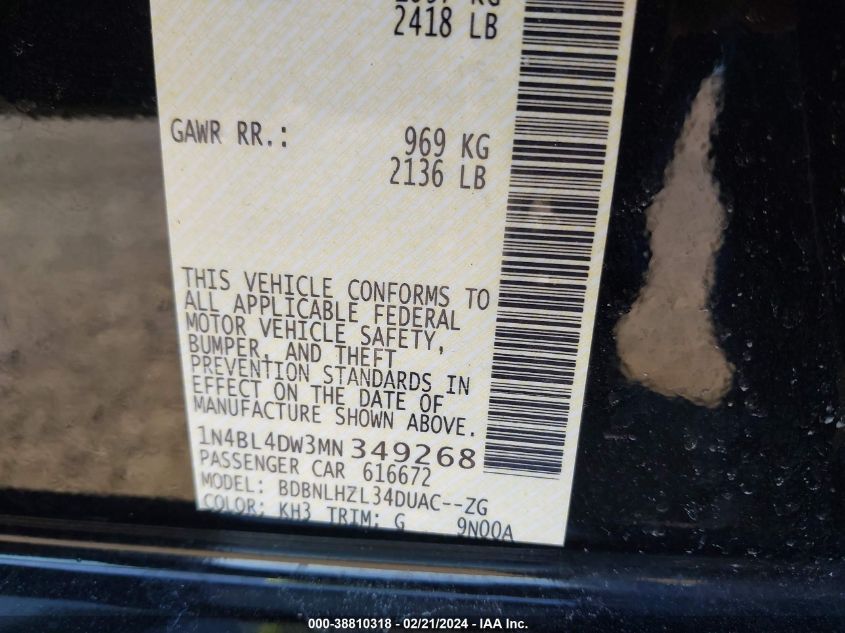 2418 LB
GAWR RR.: 969 KG
2136 LB
THIS VEHICLE CONFORMS TO
ALL APPLICABLE FEDERAL
MOTOR VEHICLE SAFETY,
BUMPER, AND THEFT
PREVENTION STANDARDS IN
EFFECT ON THE DATE OF
MANUFACTURE SHOWN ABOVE.
1N4BL4DW3MN349268
PASSENGER CAR 616672
MODEL: BDBNLHZL34DUAC--ZG
COLOR: KH3 TRIM: G 9N00A
000-38810318 - 02/21/2024 - IAA Inc.